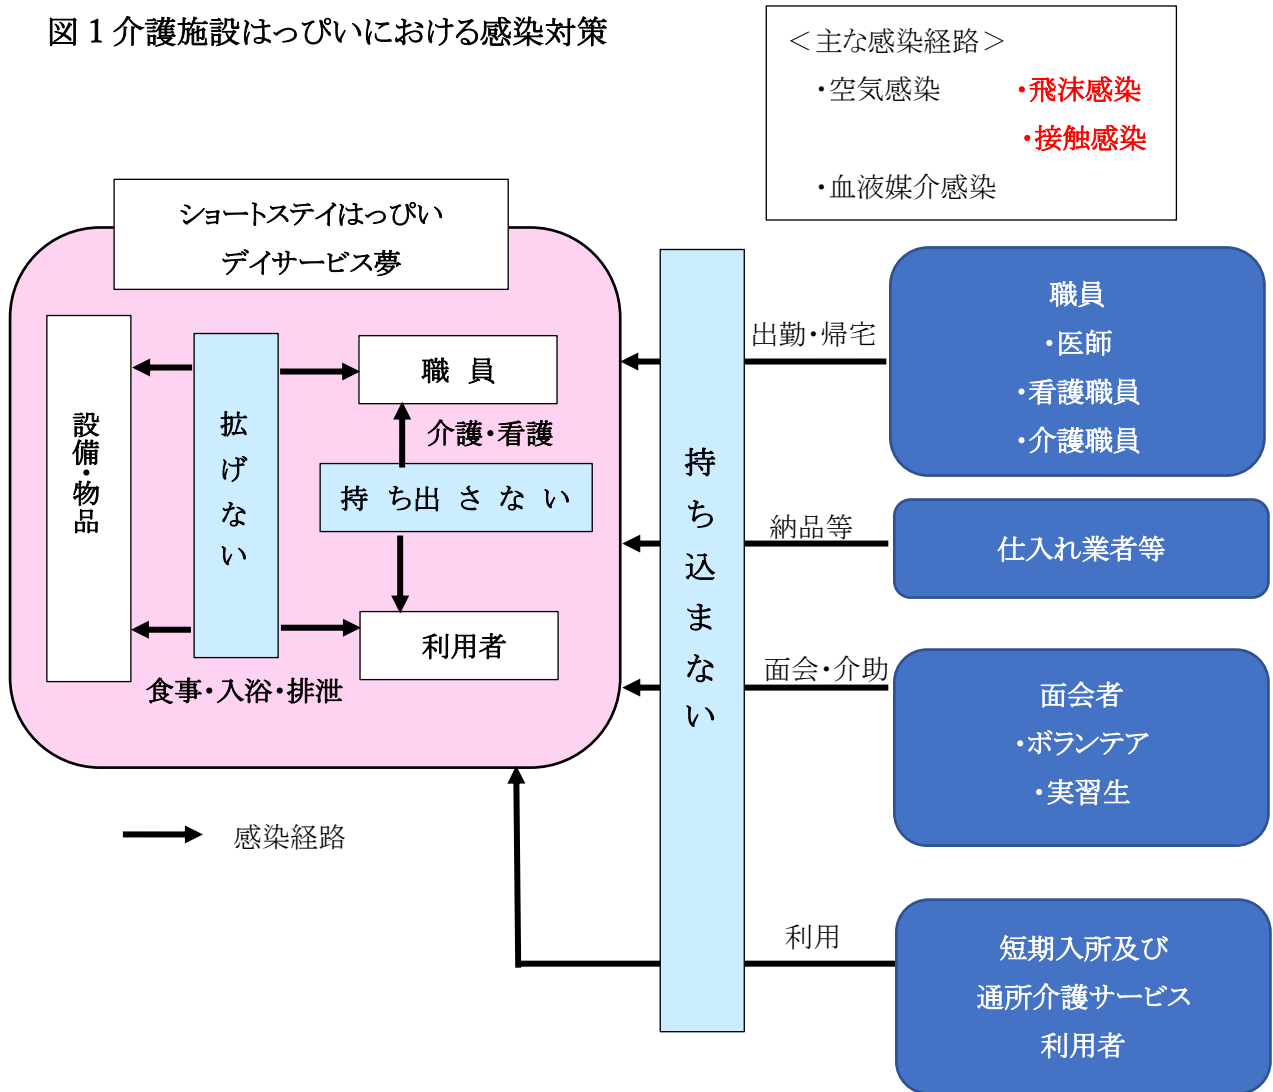 図1介護施設はっぴいにおける感染対策
＜主な感染経路＞
・空気感染 ・飛沫感染
・接触感染
・血液媒介感染
ショートステイはっぴい
デイサービス夢
設備・物品
拡げない
職 員
介護・看護
持 ち 出 さ な い
利用者
食事・入浴・排泄
感染経路
持ち込まない
出勤・帰宅
職員
・医師
・看護職員
・介護職員
納品等
仕入れ業者等
面会・介助
面会者
・ボランテア
・実習生
利用
短期入所及び
通所介護サービス
利用者